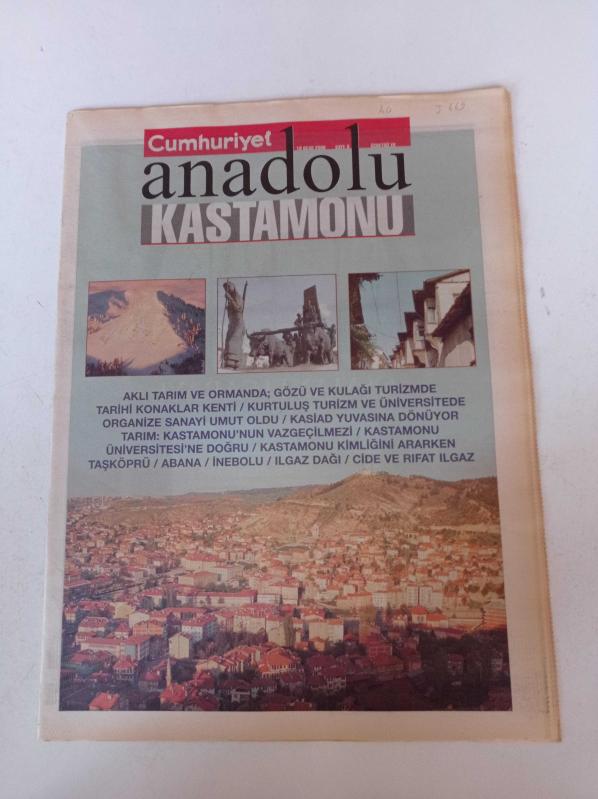 Cumhuriyet
anadolu
KASTAMONU
AKLI TARIM VE ORMANDA; GÖZÜ VE KULAĞI TURİZMDE
TARİHİ KONAKLAR KENTİ / KURTULUŞ TURİZM VE ÜNİVERSİTEDE
ORGANİZE SANAYİ UMUT OLDU / KASİAD YUVASINA DÖNÜYOR
TARIM: KASTAMONU'NUN VAZGEÇİLMEZİ / KASTAMONU
ÜNİVERSİTESİ'NE DOĞRU / KASTAMONU KİMLİĞİNİ ARARKEN
TAŞKÖPRÜ / ABANA / İNEBOLU / ILGAZ DAĞI / CİDE VE RIFAT ILGAZ